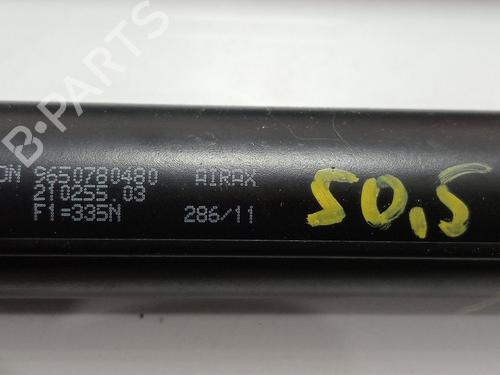 ON 9650780480 AIRAX
210255.03
F1=335N 286/11
50,5
B-PARTS